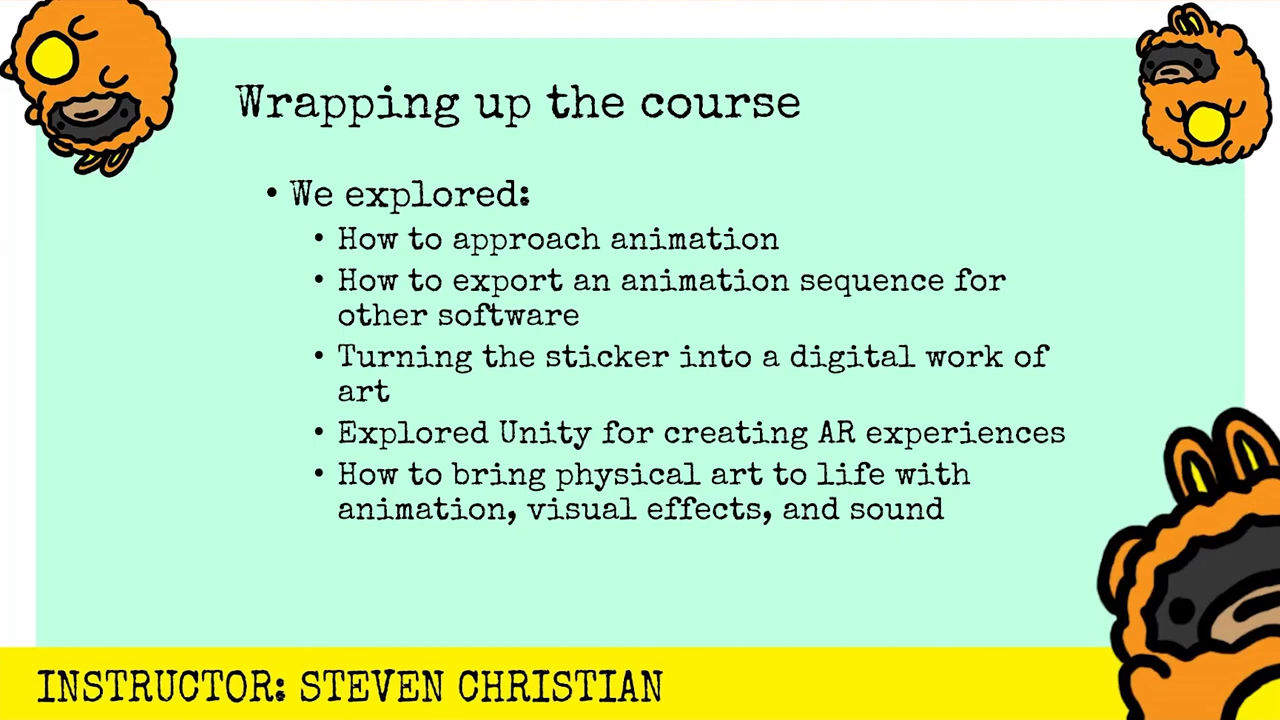 Wrapping up the course
• We explored:
• How to approach animation
• How to export an animation sequence for
other software
• Turning the sticker into a digital work of
art
• Explored Unity for creating AR experiences
• How to bring physical art to life with
animation, visual effects, and sound
INSTRUCTOR: STEVEN CHRISTIAN